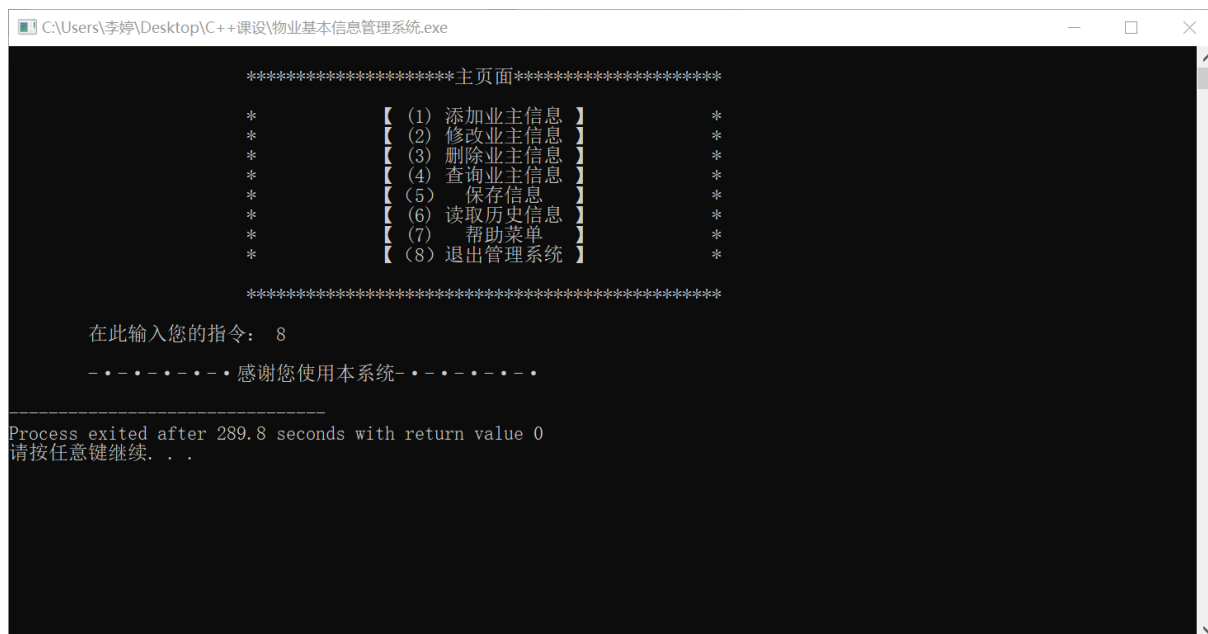 C:\Users\李婷\Desktop\C++课设\物业基本信息管理系统.exe
*********************主页面*********************
* 【 (1) 添加业主信息 】 *
* 【 (2) 修改业主信息 】 *
* 【 (3) 删除业主信息 】 *
* 【 (4) 查询业主信息 】 *
* 【（5） 保存信息 】 *
* 【 (6) 读取历史信息 】 *
* 【 (7) 帮助菜单 】 *
* 【（8）退出管理系统 】 *
************************************************
在此输入您的指令： 8
-·-·-·-·-·感谢您使用本系统-·-·-·-·-·
--------------------------------
Process exited after 289.8 seconds with return value 0
请按任意键继续. . .